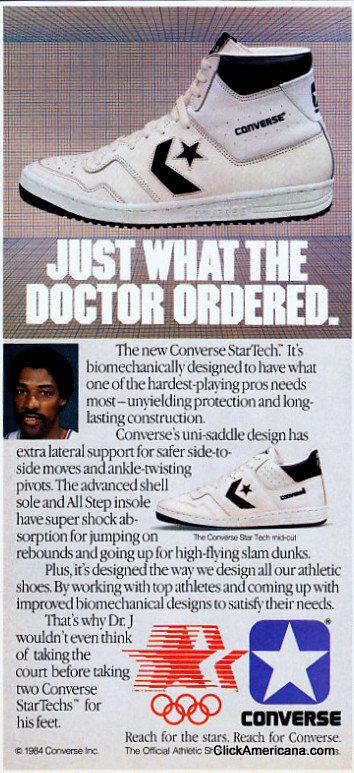 CONVERSE®
JUST WHAT THE
DOCTOR ORDERED.
The new Converse StarTech.™ It's
biomechanically designed to have what
one of the hardest-playing pros needs
most—unyielding protection and long-
lasting construction.
Converse's uni-saddle design has
extra lateral support for safer side-to-
side moves and ankle-twisting
pivots. The advanced shell
sole and All Step insole
have super shock ab-
sorption for jumping on
rebounds and going up for high-flying slam dunks.
converse
The Converse Star Tech mid-cut
Plus, it's designed the way we design all our athletic
shoes. By working with top athletes and coming up with
improved biomechanical designs to satisfy their needs.
That's why Dr. J
wouldn't even think
of taking the
court before taking
two Converse
StarTechs™ for
his feet.
®
CONVERSE
Reach for the stars. Reach for Converse.
© 1984 Converse Inc.
The Official Athletic
ClickAmericana.com